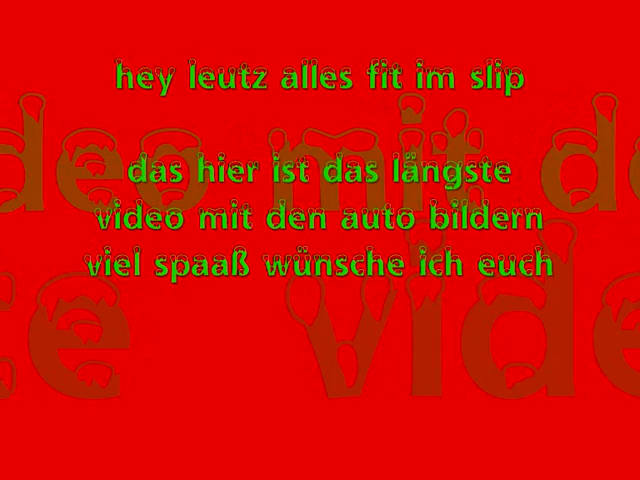 hey leutz alles fit im slip
das hier ist das längste
video mit den auto bildern
viel spaaß wünsche ich euch